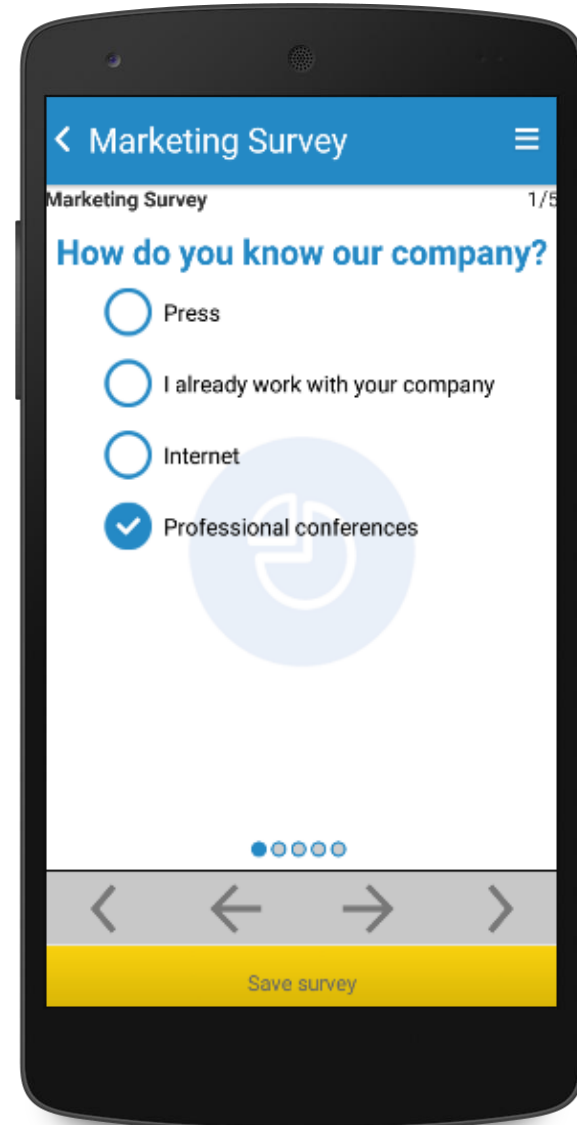 Marketing Survey
Marketing Survey 1/5
How do you know our company?
Press
I already work with your company
Internet
Professional conferences
Save survey